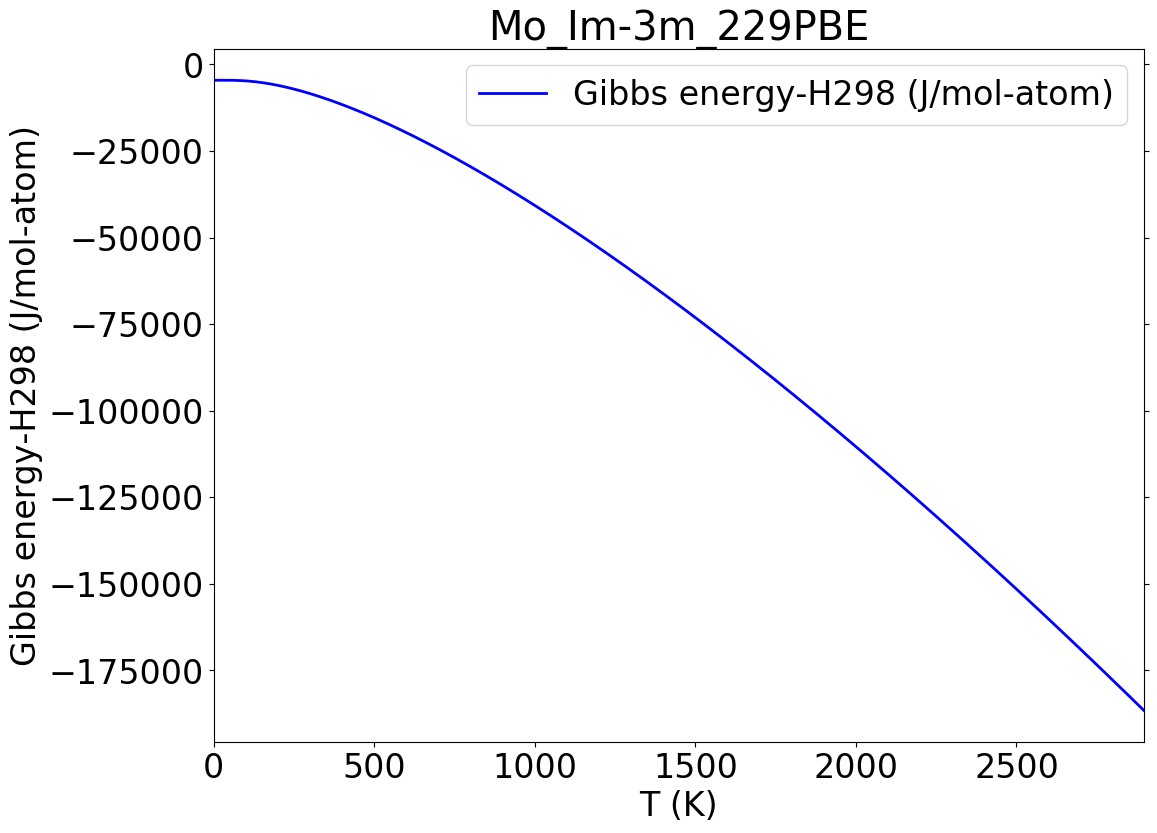 Mo_Im-3m_229PBE
Gibbs energy-H298 (J/mol-atom)
Gibbs energy-H298 (J/mol-atom)
0
−25000
−50000
−75000
−100000
−125000
−150000
−175000
0 500 1000 1500 2000 2500
T (K)